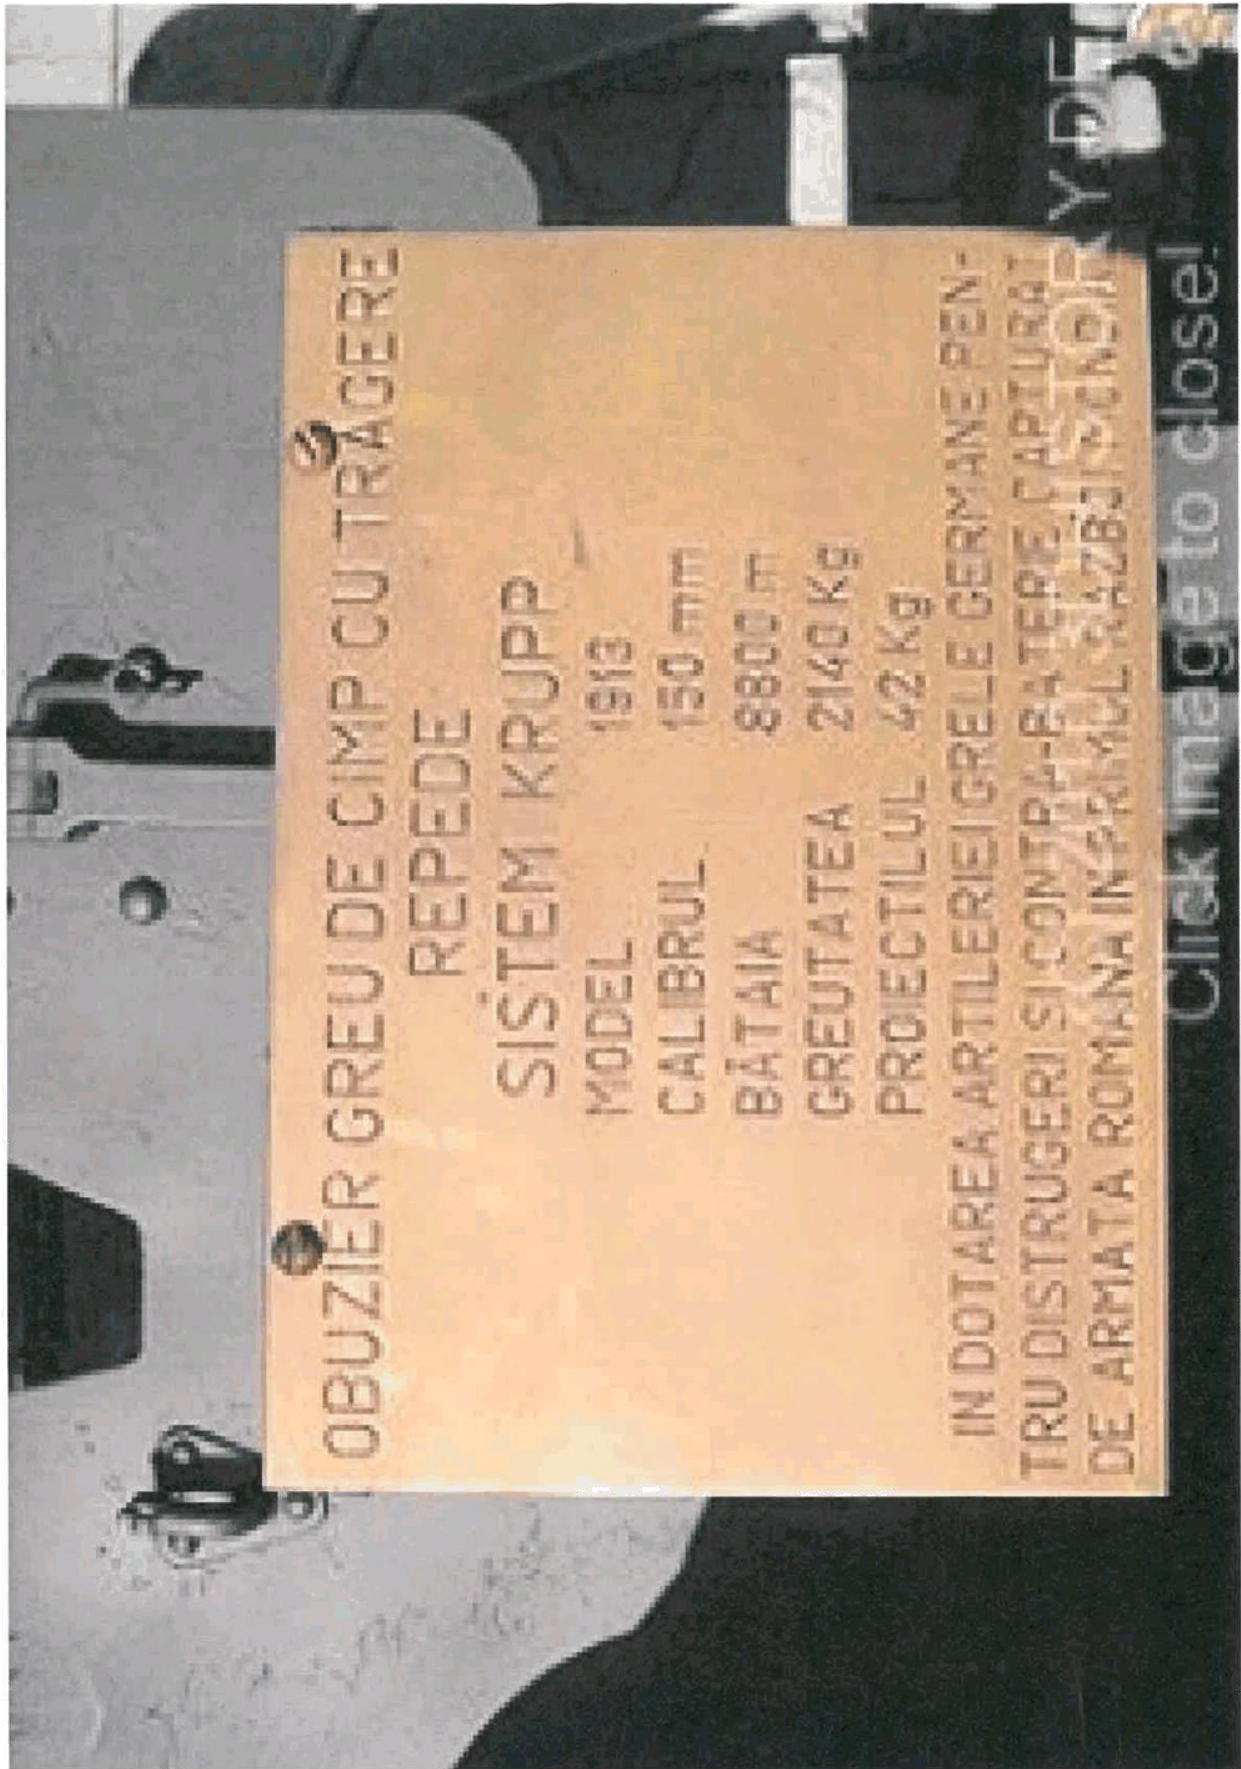 OBUZIER GREU DE CIMP CU TRAGERE
REPEDE
SISTEM KRUPP
MODEL 1913
CALIBRUL 150 mm
BĂTAIA 8800 m
GREUTATEA 2140 Kg
PROIECTILUL 42 Kg
IN DOTAREA ARTILERIEI GRELE GERMANE PEN-
TRU DISTRUGERI SI CONTRA-BATERE CAPTURAT
DE ARMATA ROMANA IN PRIMUL RAZBOI MONDIAL
Click image to close!